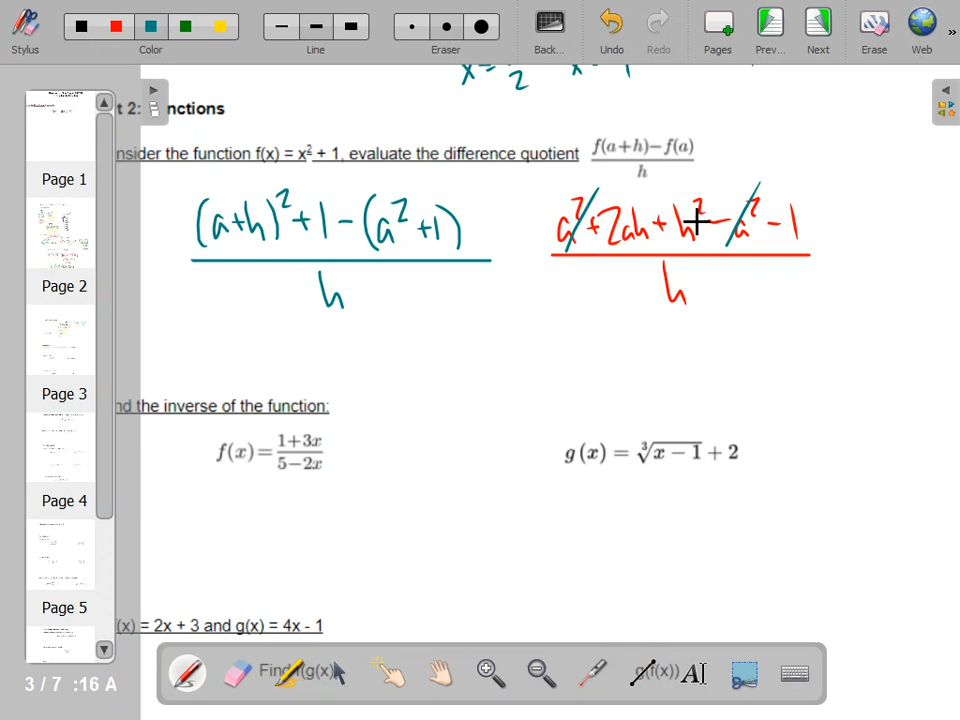 Stylus Color Line Eraser Back... Undo Redo Pages Prev... Next Erase Web »
t 2: nctions
nsider the function f(x) = x² + 1, evaluate the difference quotient f(a+h)−f(a) / h
(a+h)² + 1 − (a² + 1) / h
a² + 2ah + h² − a² − 1 / h
Page 1
Page 2
Page 3
Page 4
Page 5
nd the inverse of the function:
f(x) = 1+3x / 5−2x
g(x) = ∛x − 1 + 2
f(x) = 2x + 3 and g(x) = 4x - 1
Find f(g(x)) g(f(x)) A
3 / 7 :16 A